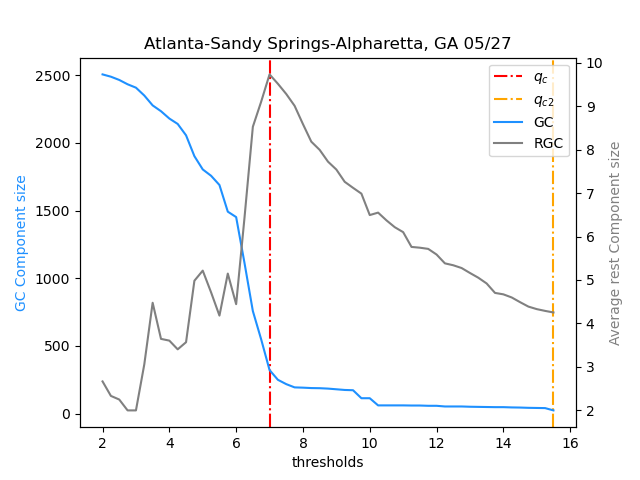 Atlanta-Sandy Springs-Alpharetta, GA 05/27
GC Component size
2500
2000
1500
1000
500
0
10
9
8
7
6
5
4
3
2
Average rest Component size
q_c
q_{c2}
GC
RGC
2 4 6 8 10 12 14 16
thresholds